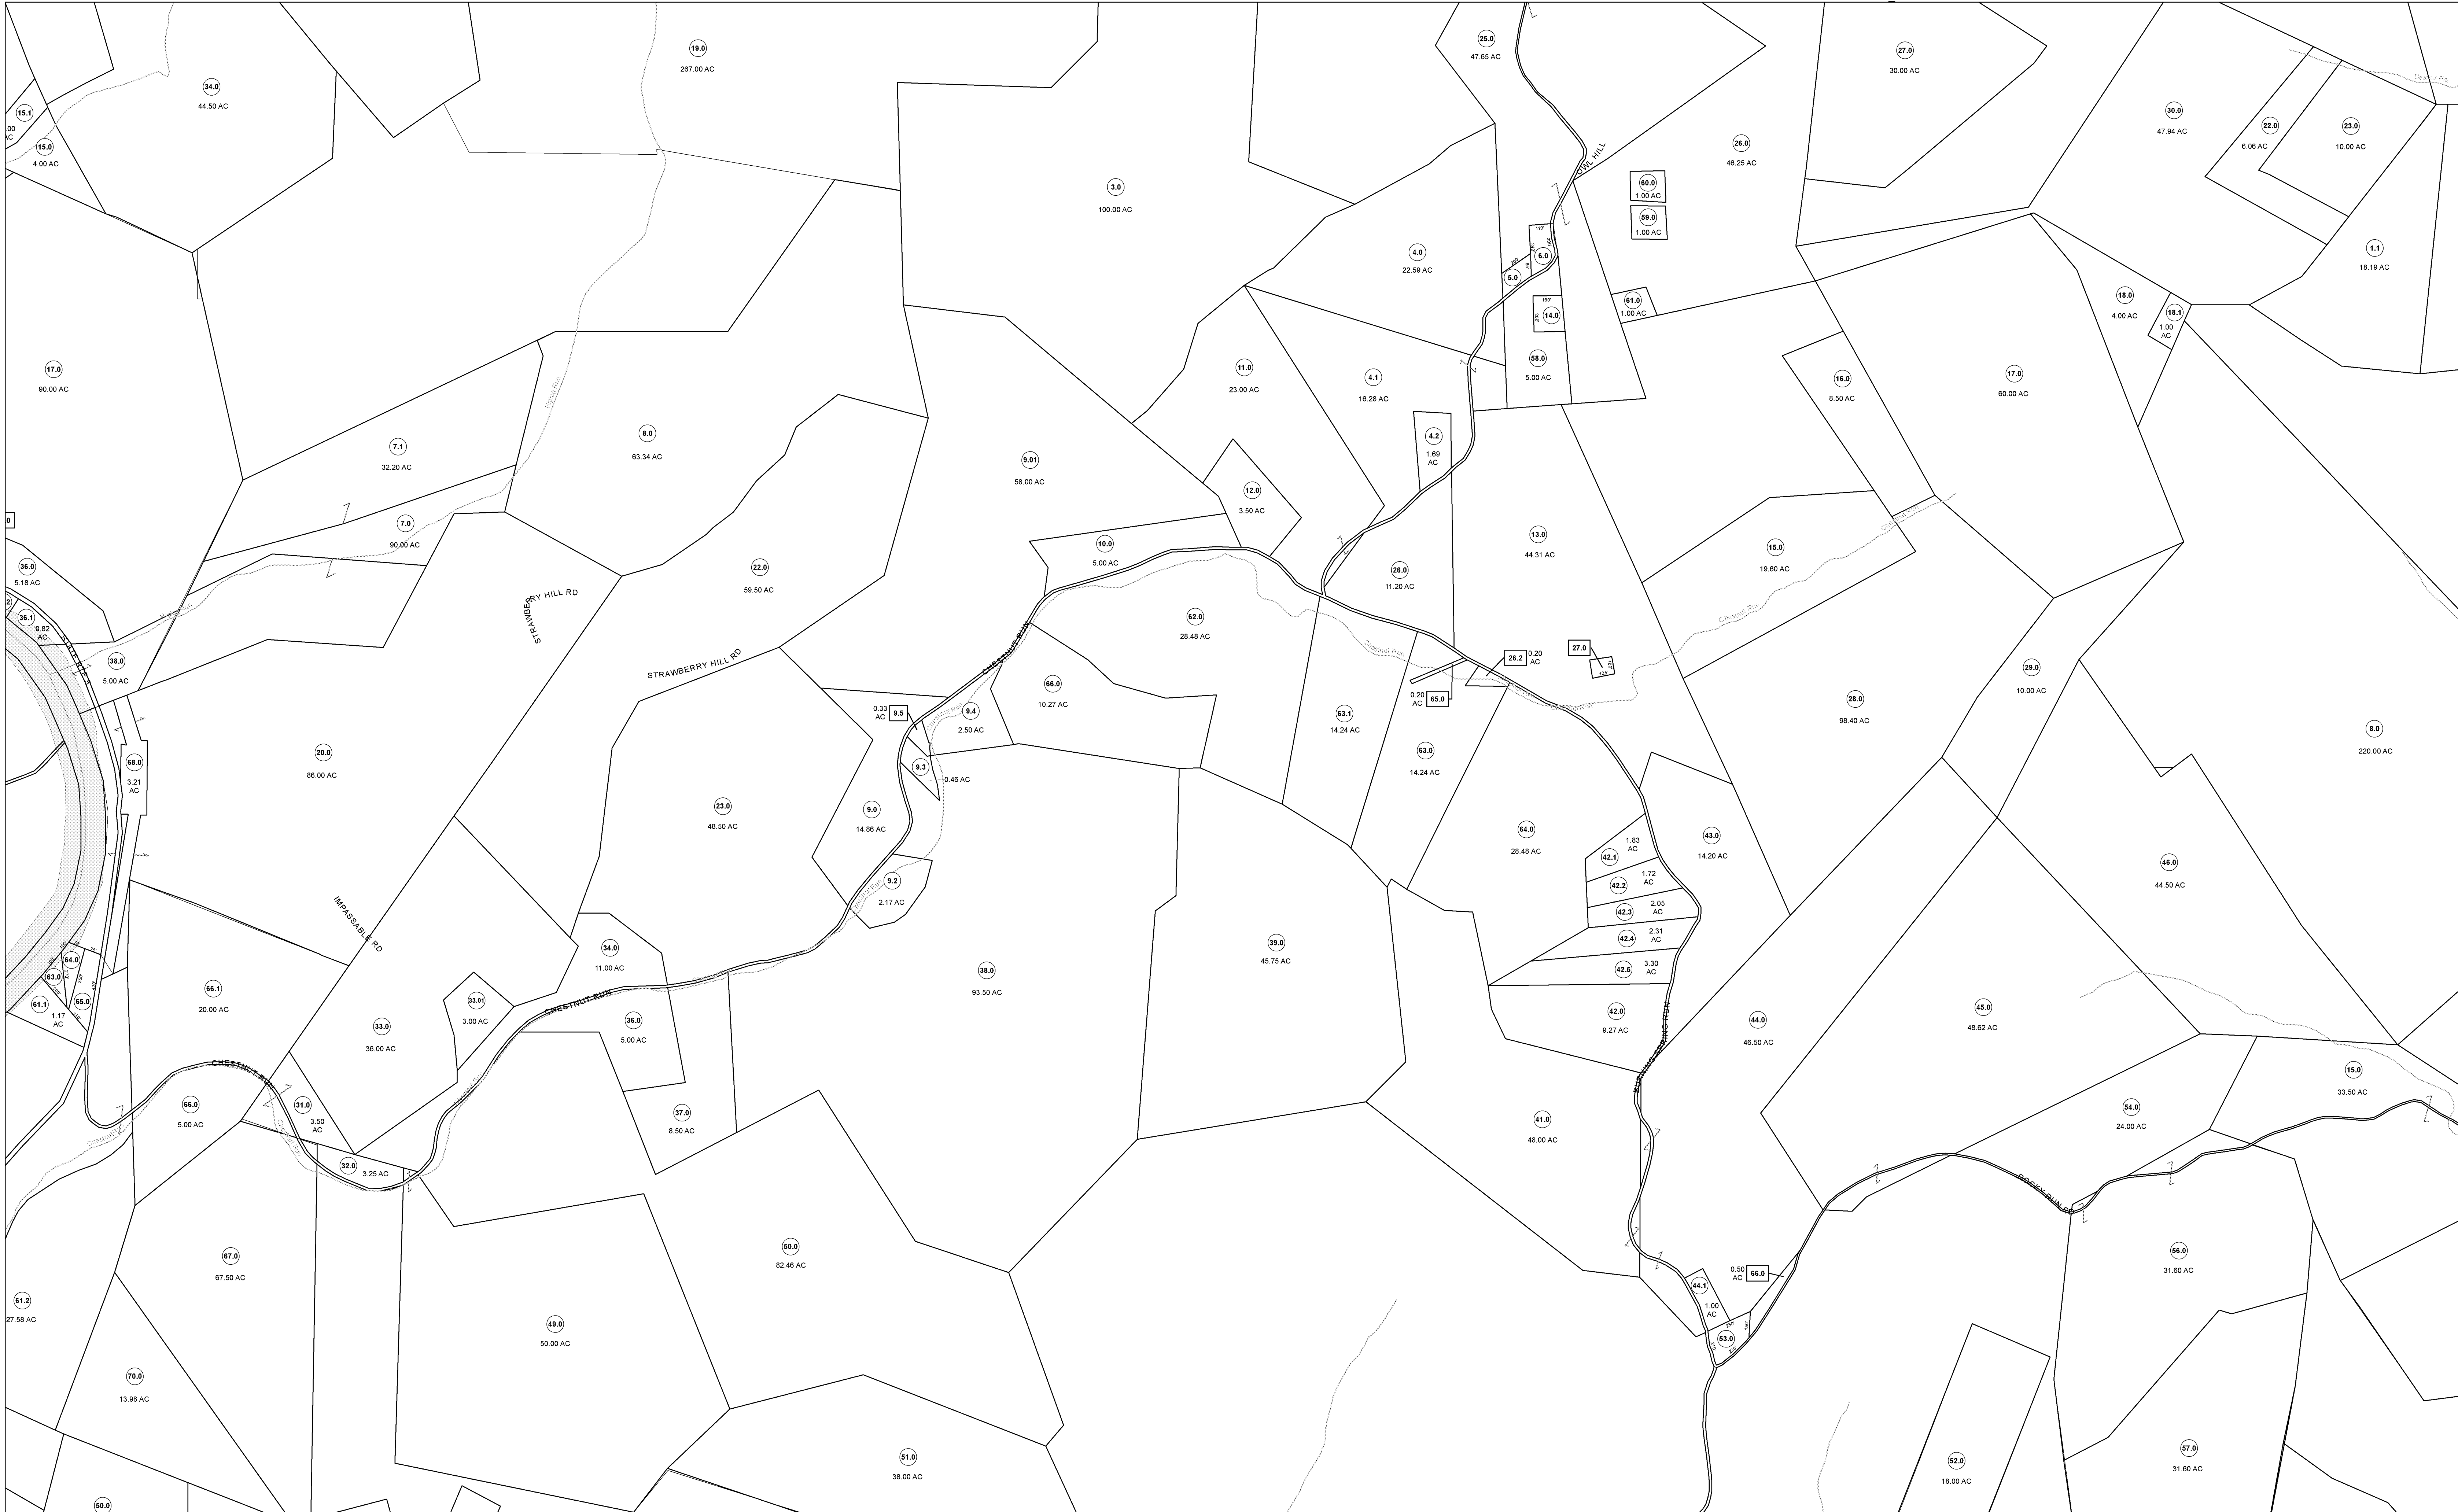 19.0
267.00 AC
34.0
44.50 AC
15.1
.00
AC
15.0
4.00 AC
25.0
47.65 AC
27.0
30.00 AC
30.0
47.94 AC
22.0
6.06 AC
23.0
10.00 AC
26.0
46.25 AC
OWL HILL
60.0
1.00 AC
59.0
1.00 AC
3.0
100.00 AC
4.0
22.59 AC
110'
6.0
5.0
160'
14.0
200'
61.0
1.00 AC
1.1
18.19 AC
18.0
4.00 AC
18.1
1.00
AC
58.0
5.00 AC
17.0
90.00 AC
11.0
23.00 AC
4.1
16.28 AC
16.0
8.50 AC
17.0
60.00 AC
7.1
32.20 AC
8.0
63.34 AC
4.2
1.69
AC
9.01
58.00 AC
12.0
3.50 AC
7.0
90.00 AC
13.0
44.31 AC
15.0
19.60 AC
Chestnut Run
10.0
5.00 AC
22.0
59.50 AC
36.0
5.18 AC
26.0
11.20 AC
STRAWBERRY HILL RD
36.1
0.82
AC
62.0
28.48 AC
Chestnut Run
CHESTNUT RUN
STRAWBERRY HILL RD
38.0
5.00 AC
Chestnut Run
26.2
0.20
AC
27.0
125'
0.20
AC
65.0
66.0
10.27 AC
29.0
10.00 AC
28.0
98.40 AC
0.33
AC
9.5
9.4
2.50 AC
63.1
14.24 AC
63.0
14.24 AC
8.0
220.00 AC
20.0
86.00 AC
68.0
3.21
AC
9.3
0.46 AC
23.0
48.50 AC
9.0
14.86 AC
64.0
28.48 AC
1.83
AC
42.1
43.0
14.20 AC
46.0
44.50 AC
1.72
AC
42.2
9.2
2.17 AC
2.05
AC
42.3
2.31
AC
42.4
3.30
AC
42.5
IMPASSABLE RD
34.0
11.00 AC
38.0
93.50 AC
39.0
45.75 AC
64.0
63.0
65.0
61.1
1.17
AC
66.1
20.00 AC
33.01
3.00 AC
CHESTNUT RUN
36.0
5.00 AC
42.0
9.27 AC
44.0
46.50 AC
45.0
48.62 AC
33.0
36.00 AC
CHESTNUT RUN
15.0
33.50 AC
66.0
5.00 AC
31.0
3.50
AC
37.0
8.50 AC
41.0
48.00 AC
54.0
24.00 AC
32.0
3.25 AC
ROCKY RUN RD
67.0
67.50 AC
50.0
82.46 AC
56.0
31.60 AC
0.50
AC
66.0
44.1
1.00
AC
53.0
61.2
27.58 AC
49.0
50.00 AC
70.0
13.98 AC
51.0
38.00 AC
52.0
18.00 AC
57.0
31.60 AC
50.0